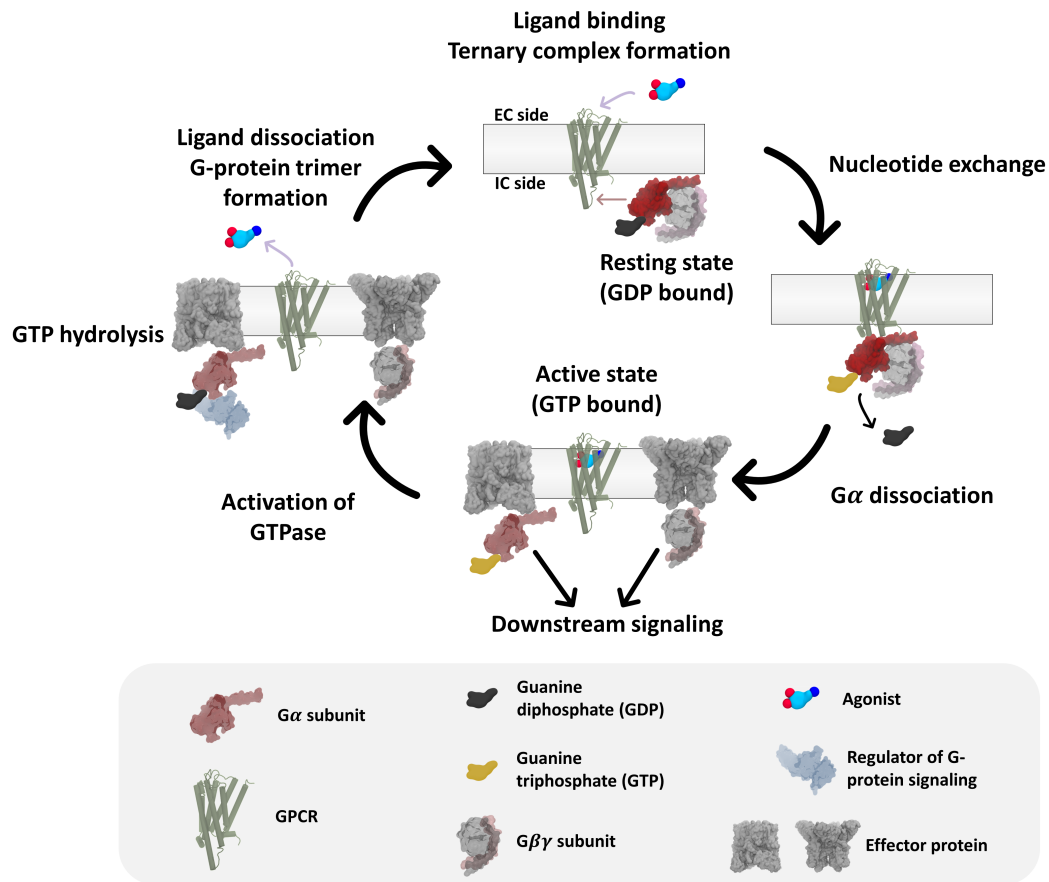 Ligand binding
Ternary complex formation
EC side
IC side
Resting state
(GDP bound)
Nucleotide exchange
G𝛼 dissociation
Active state
(GTP bound)
Downstream signaling
Activation of
GTPase
GTP hydrolysis
Ligand dissociation
G-protein trimer
formation
G𝛼 subunit
Guanine
diphosphate (GDP)
Agonist
GPCR
Guanine
triphosphate (GTP)
Regulator of G-
protein signaling
G𝛽𝛾 subunit
Effector protein